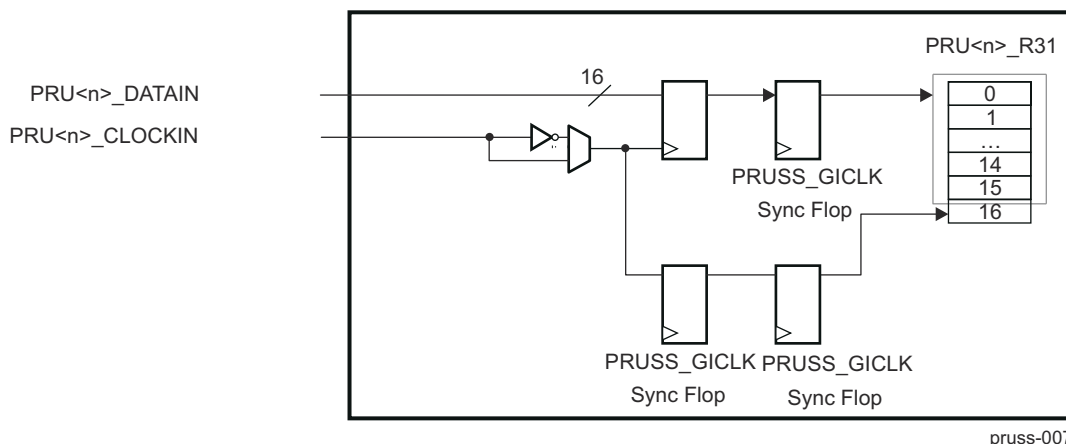 PRU<n>_R31
16
PRU<n>_DATAIN
0
PRU<n>_CLOCKIN
1
...
14
PRUSS_GICLK
Sync Flop
15
16
PRUSS_GICLK
Sync Flop
PRUSS_GICLK
Sync Flop
pruss-007